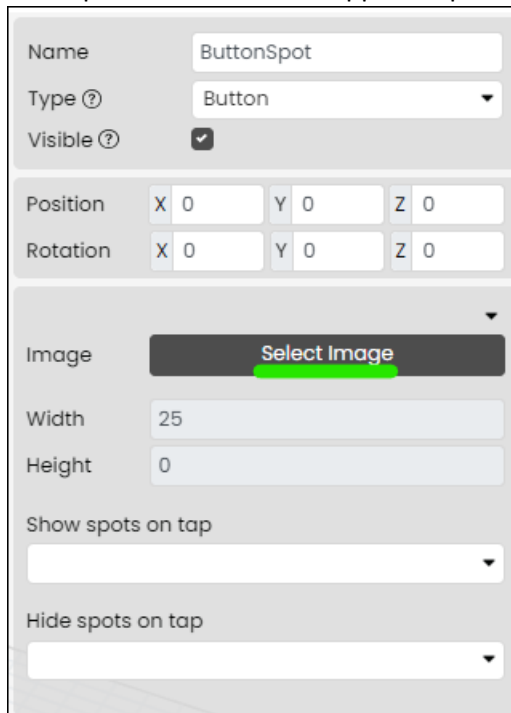 Name ButtonSpot
Type ? Button
Visible ?
Position X 0 Y 0 Z 0
Rotation X 0 Y 0 Z 0
Image Select Image
Width 25
Height 0
Show spots on tap
Hide spots on tap